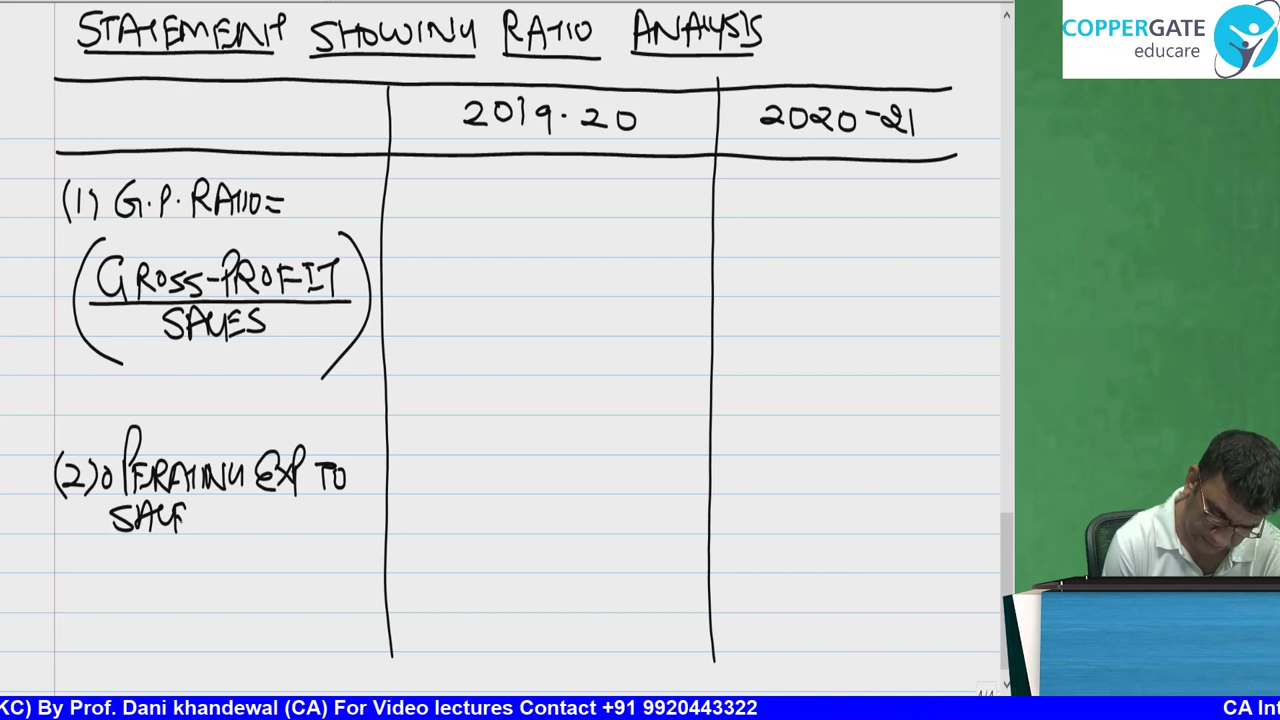 STATEMENT SHOWING RATIO ANALYSIS
COPPERGATE
educare
2019.20
2020-21
(1) G.P. RATIO=
(GROSS-PROFIT
SALES)
(2) OPERATING EXP TO
SALE
KC) By Prof. Dani khandewal (CA) For Video lectures Contact +91 9920443322
CA Int